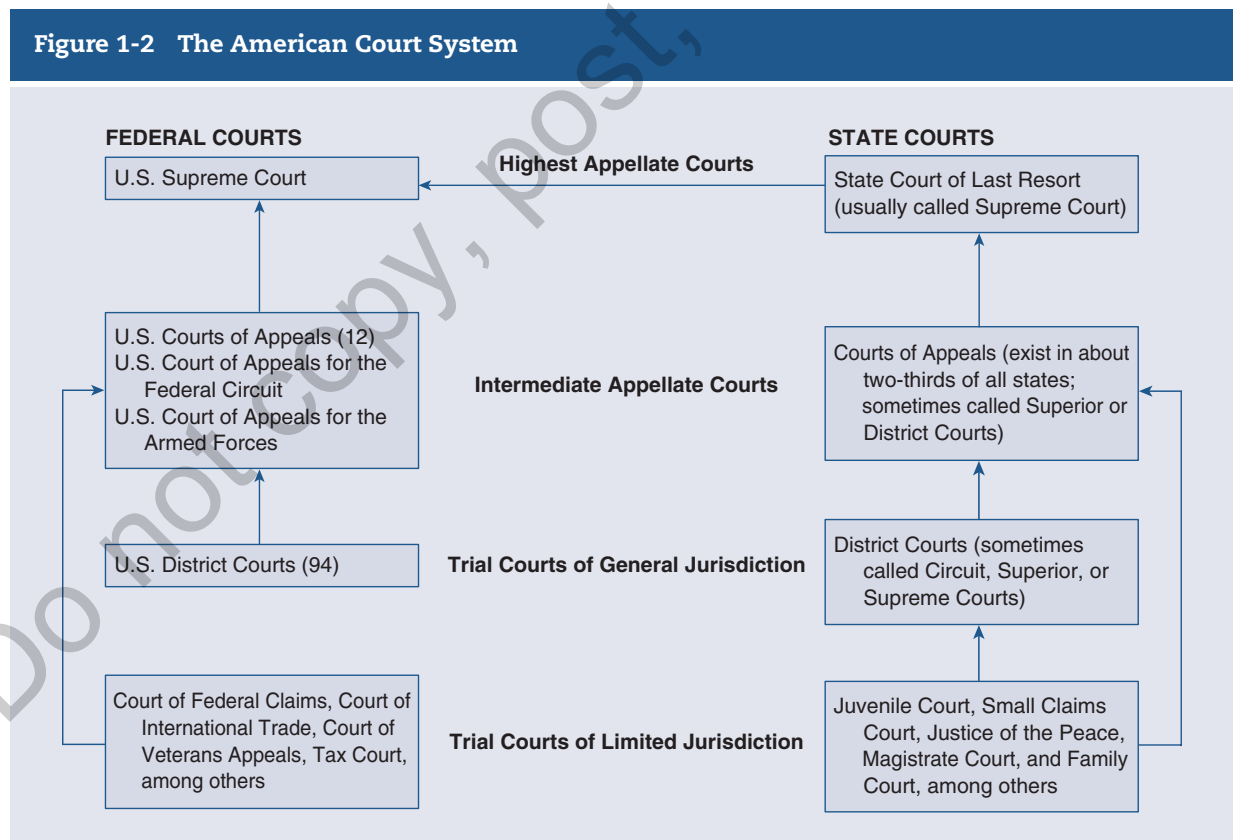 Figure 1-2 The American Court System
FEDERAL COURTS
STATE COURTS
U.S. Supreme Court
Highest Appellate Courts
State Court of Last Resort
(usually called Supreme Court)
U.S. Courts of Appeals (12)
U.S. Court of Appeals for the
Federal Circuit
U.S. Court of Appeals for the
Armed Forces
Intermediate Appellate Courts
Courts of Appeals (exist in about
two-thirds of all states;
sometimes called Superior or
District Courts)
U.S. District Courts (94)
Trial Courts of General Jurisdiction
District Courts (sometimes
called Circuit, Superior, or
Supreme Courts)
Court of Federal Claims, Court of
International Trade, Court of
Veterans Appeals, Tax Court,
among others
Trial Courts of Limited Jurisdiction
Juvenile Court, Small Claims
Court, Justice of the Peace,
Magistrate Court, and Family
Court, among others
Do not copy, post,